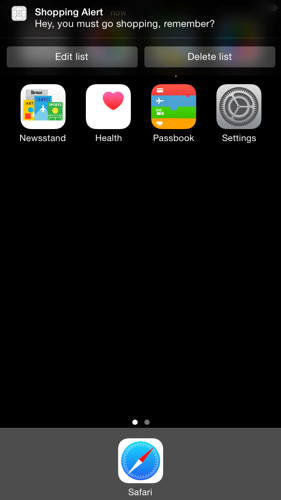 Shopping Alert now
Hey, you must go shopping, remember?
Edit list
Delete list
Newsstand
Health
Passbook
Settings
Safari